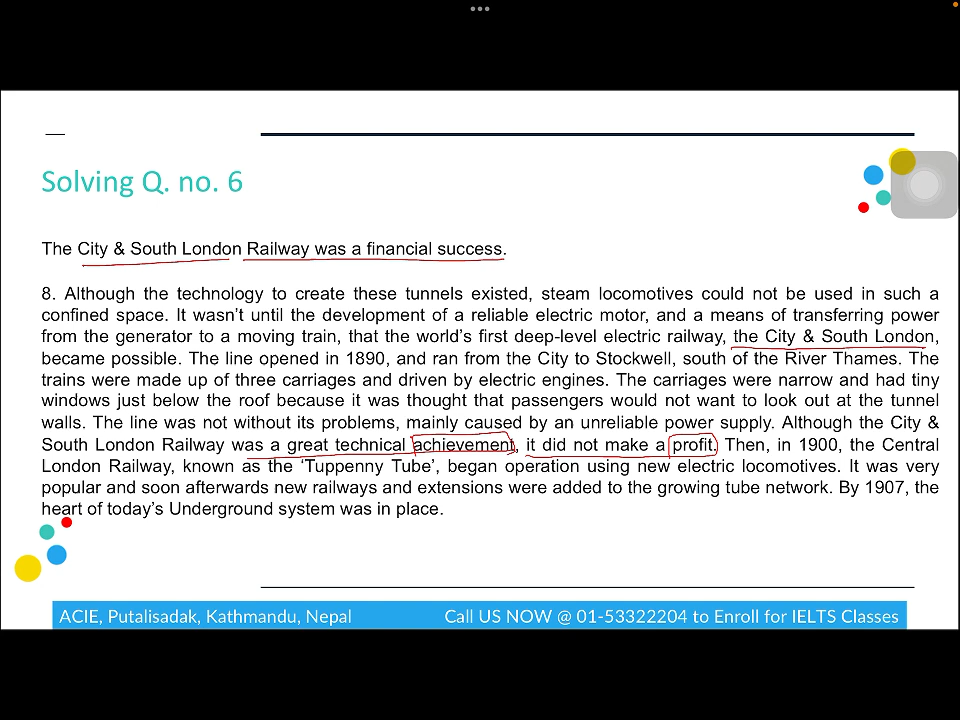 Solving Q. no. 6
The City & South London Railway was a financial success.
8. Although the technology to create these tunnels existed, steam locomotives could not be used in such a
confined space. It wasn’t until the development of a reliable electric motor, and a means of transferring power
from the generator to a moving train, that the world’s first deep-level electric railway, the City & South London,
became possible. The line opened in 1890, and ran from the City to Stockwell, south of the River Thames. The
trains were made up of three carriages and driven by electric engines. The carriages were narrow and had tiny
windows just below the roof because it was thought that passengers would not want to look out at the tunnel
walls. The line was not without its problems, mainly caused by an unreliable power supply. Although the City &
South London Railway was a great technical achievement, it did not make a profit. Then, in 1900, the Central
London Railway, known as the ‘Tuppenny Tube’, began operation using new electric locomotives. It was very
popular and soon afterwards new railways and extensions were added to the growing tube network. By 1907, the
heart of today’s Underground system was in place.
ACIE, Putalisadak, Kathmandu, Nepal Call US NOW @ 01-53322204 to Enroll for IELTS Classes